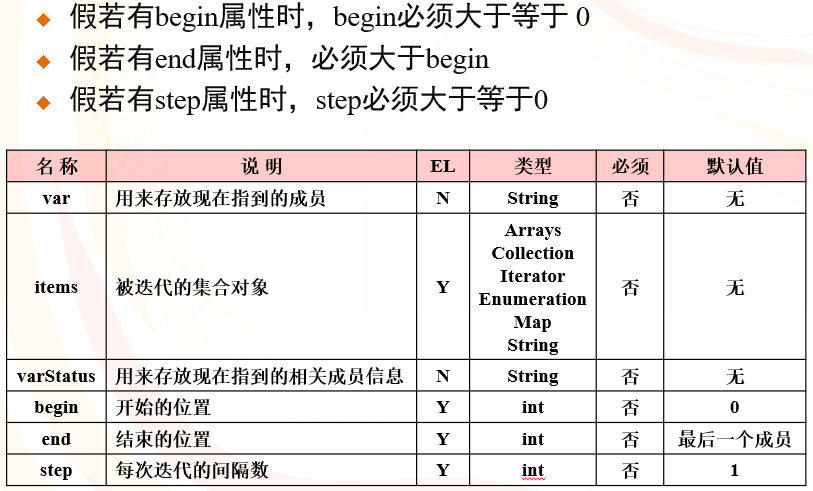 假若有begin属性时，begin必须大于等于 0
假若有end属性时，必须大于begin
假若有step属性时，step必须大于等于0
名 称 说 明 EL 类型 必须 默认值
var 用来存放现在指到的成员 N String 否 无
items 被迭代的集合对象 Y Arrays
Collection
Iterator
Enumeration
Map
String 否 无
varStatus 用来存放现在指到的相关成员信息 N String 否 无
begin 开始的位置 Y int 否 0
end 结束的位置 Y int 否 最后一个成员
step 每次迭代的间隔数 Y int 否 1